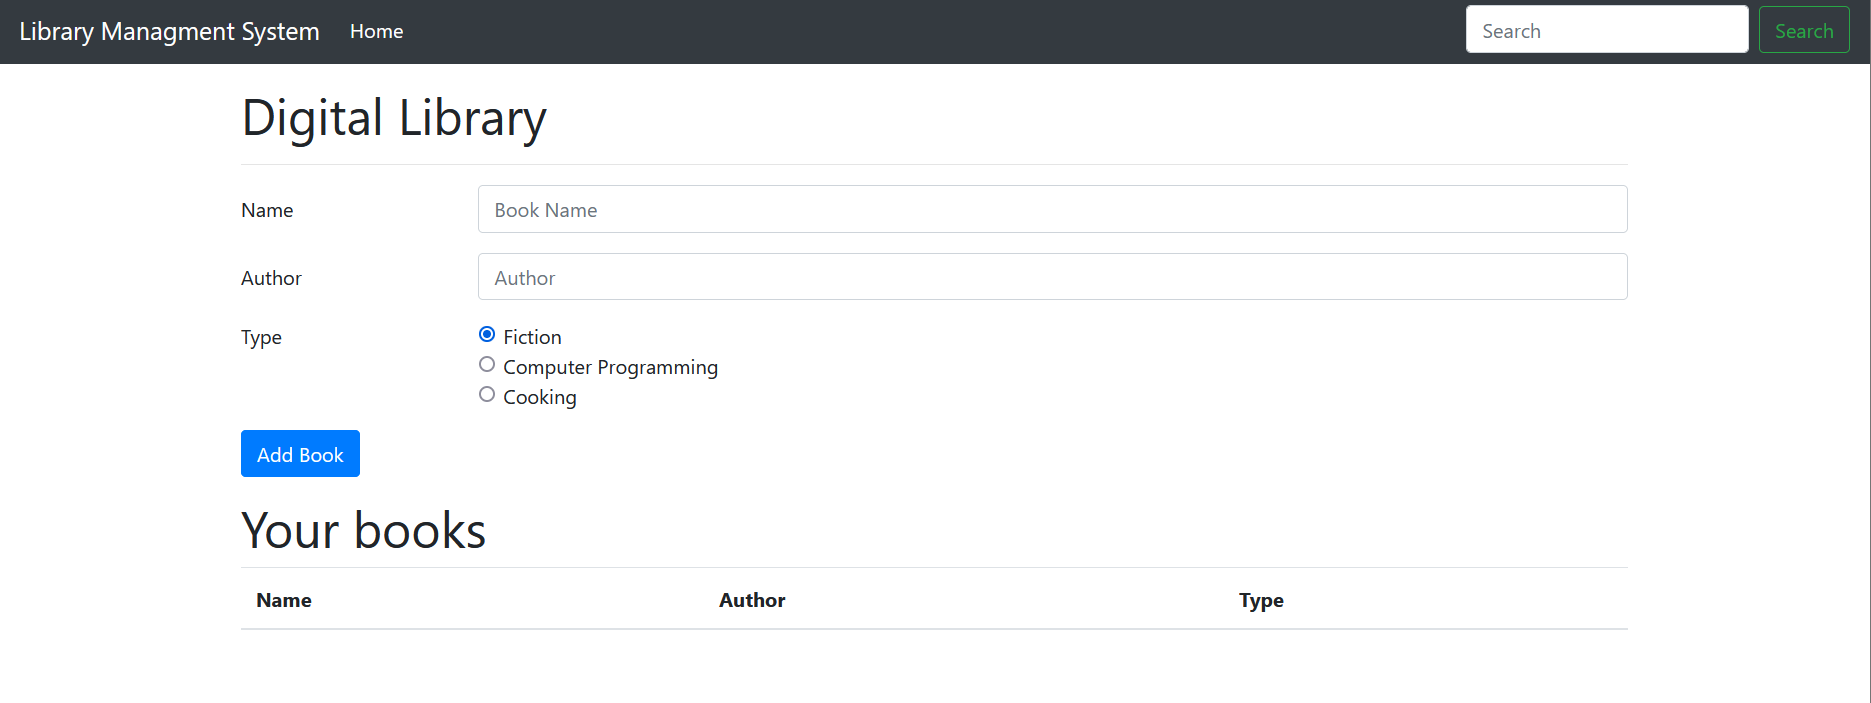 Library Managment System Home Search Search
Digital Library
Name Book Name
Author Author
Type Fiction
Computer Programming
Cooking
Add Book
Your books
Name Author Type